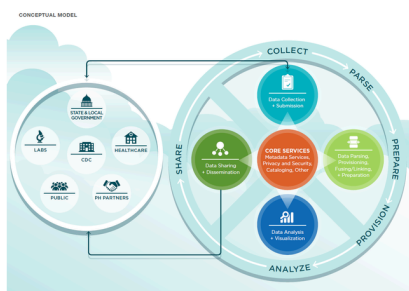 CONCEPTUAL MODEL
STATE & LOCAL
GOVERNMENT
LABS
CDC
HEALTHCARE
PUBLIC
PH PARTNERS
COLLECT
PARSE
PREPARE
PROVISION
ANALYZE
SHARE
Data Collection
+ Submission
Data Sharing
+ Dissemination
CORE SERVICES
Metadata Services,
Privacy and Security,
Cataloging, Other
Data Parsing,
Provisioning,
Fusing/Linking,
+ Preparation
Data Analysis
+ Visualization